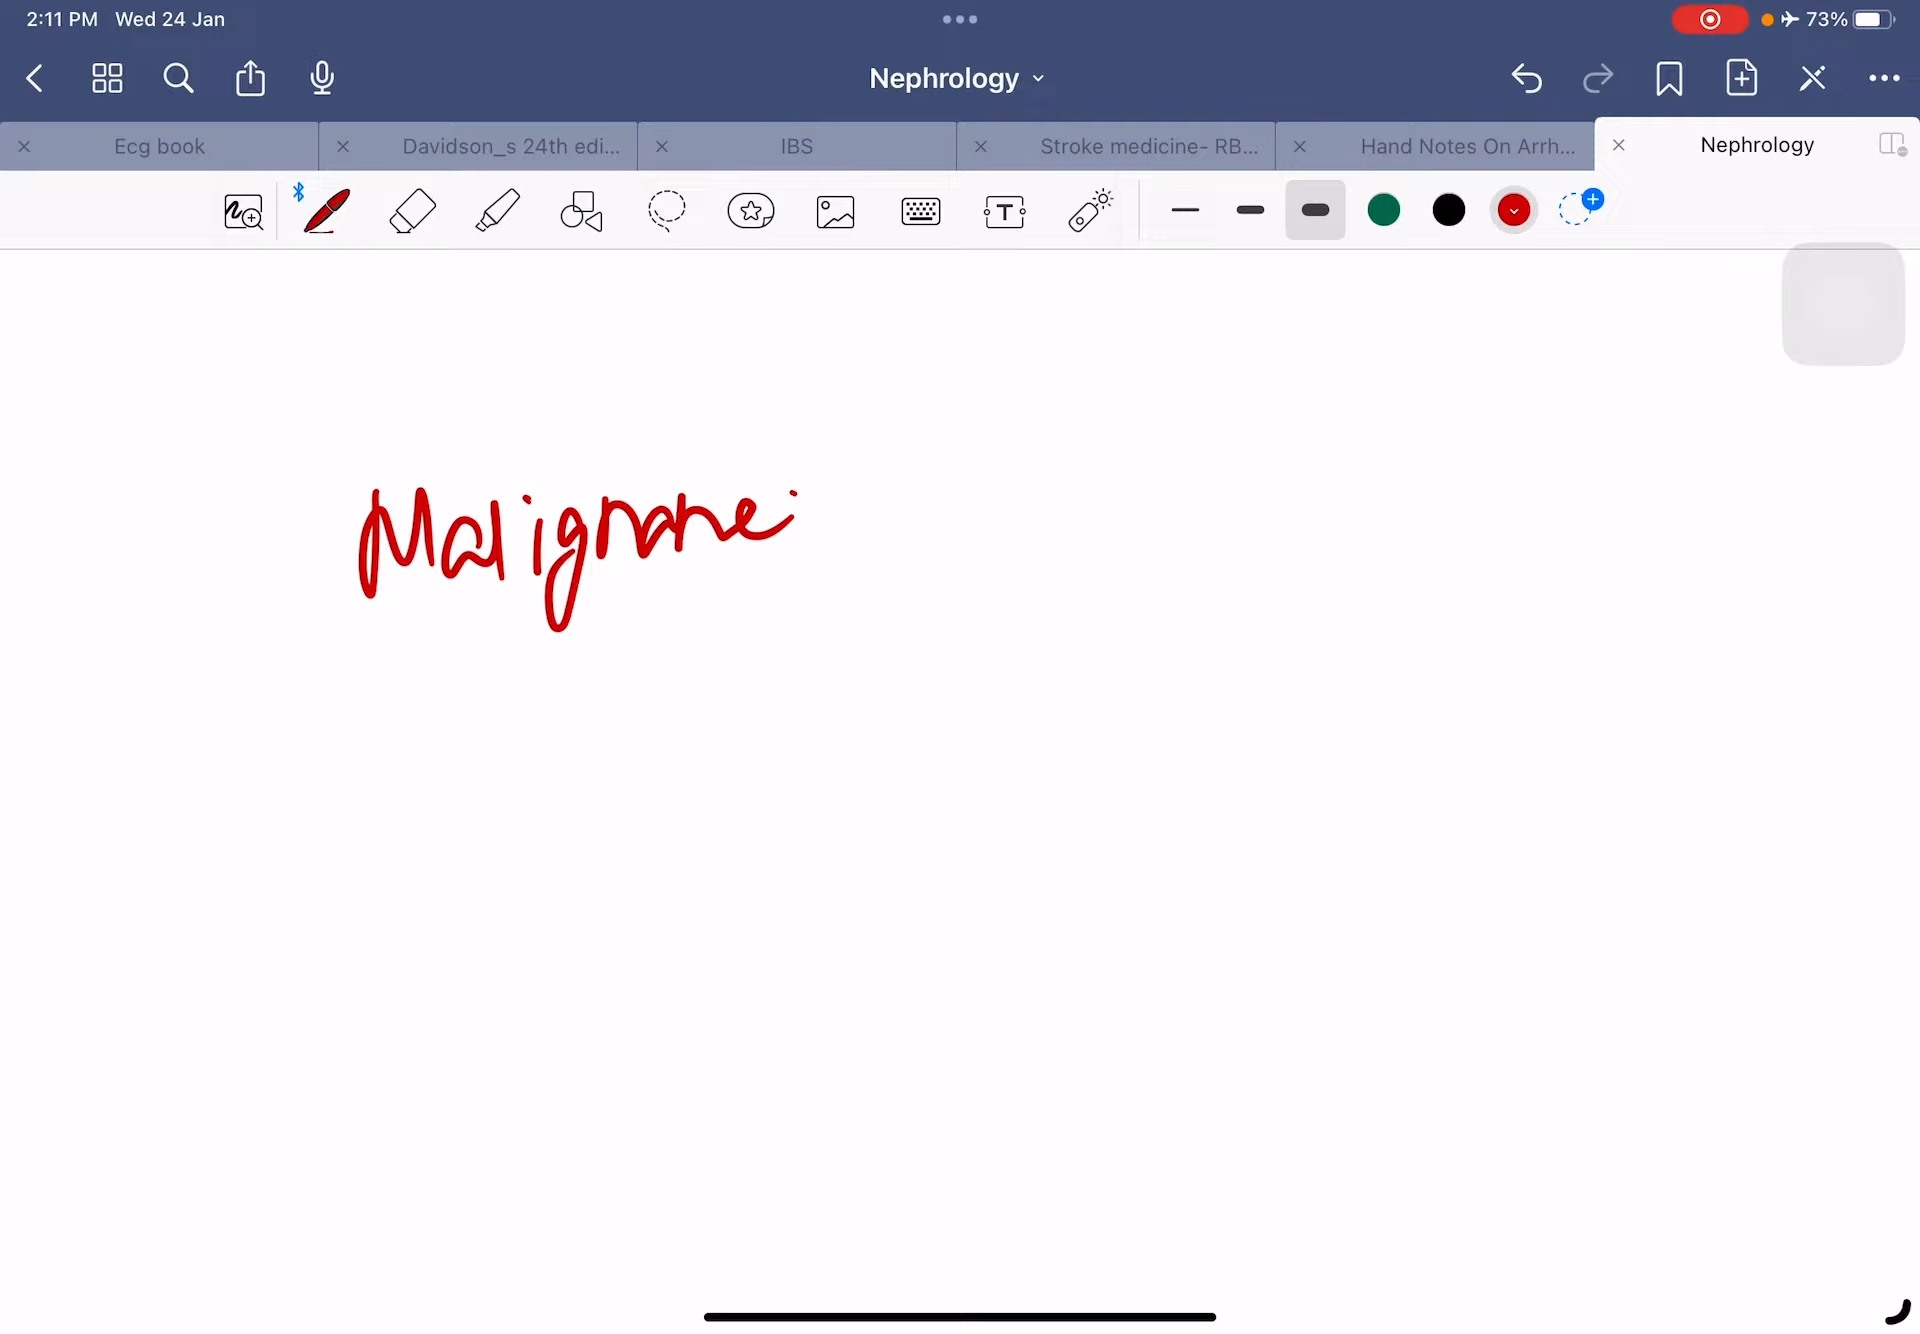 2:11 PM Wed 24 Jan
73%
Nephrology
Ecg book
Davidson_s 24th edi...
IBS
Stroke medicine- RB...
Hand Notes On Arrh...
Nephrology
T
Malignane